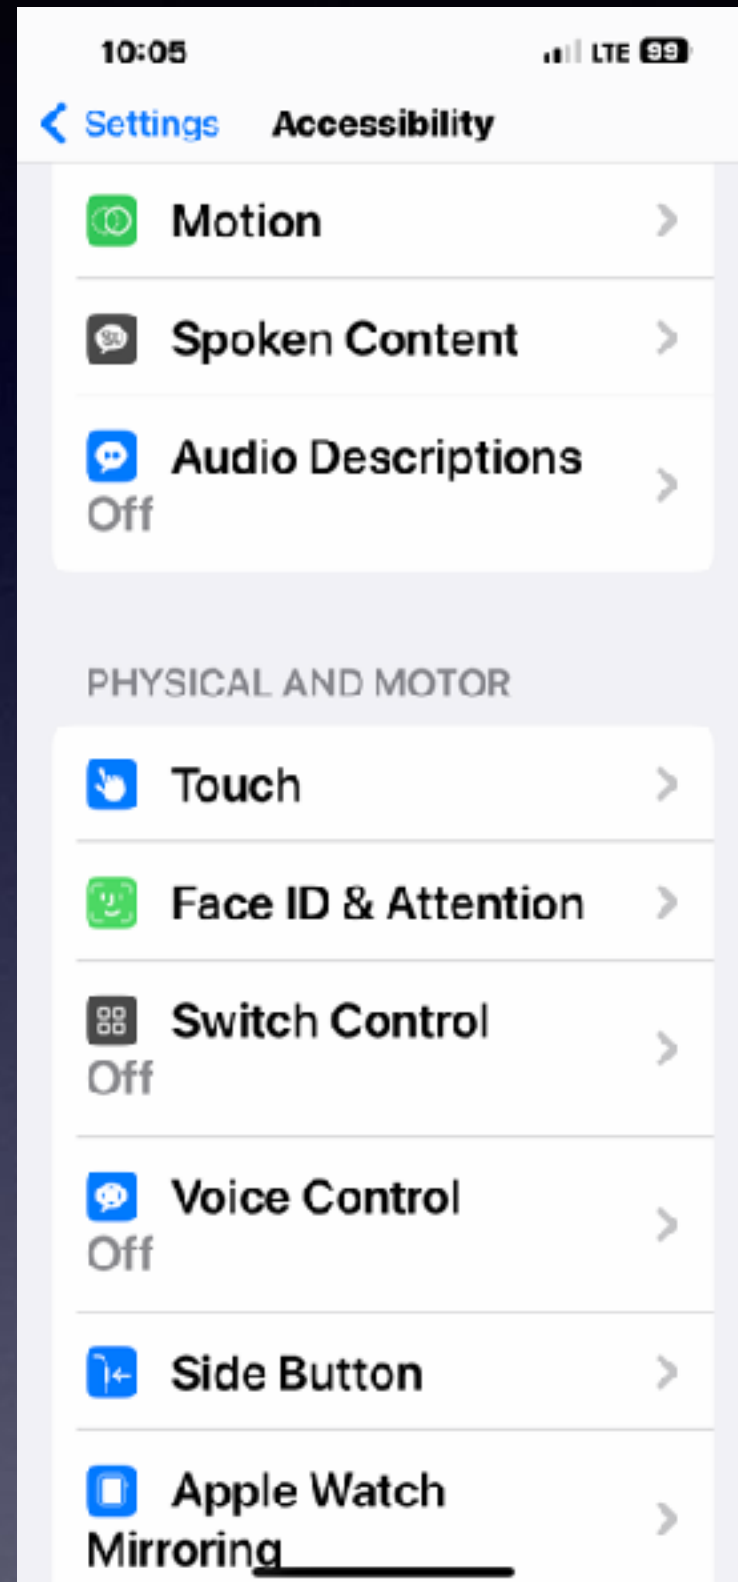 10:05 LTE 99
Settings Accessibility
Motion
Spoken Content
Audio Descriptions
Off
PHYSICAL AND MOTOR
Touch
Face ID & Attention
Switch Control
Off
Voice Control
Off
Side Button
Apple Watch
Mirroring